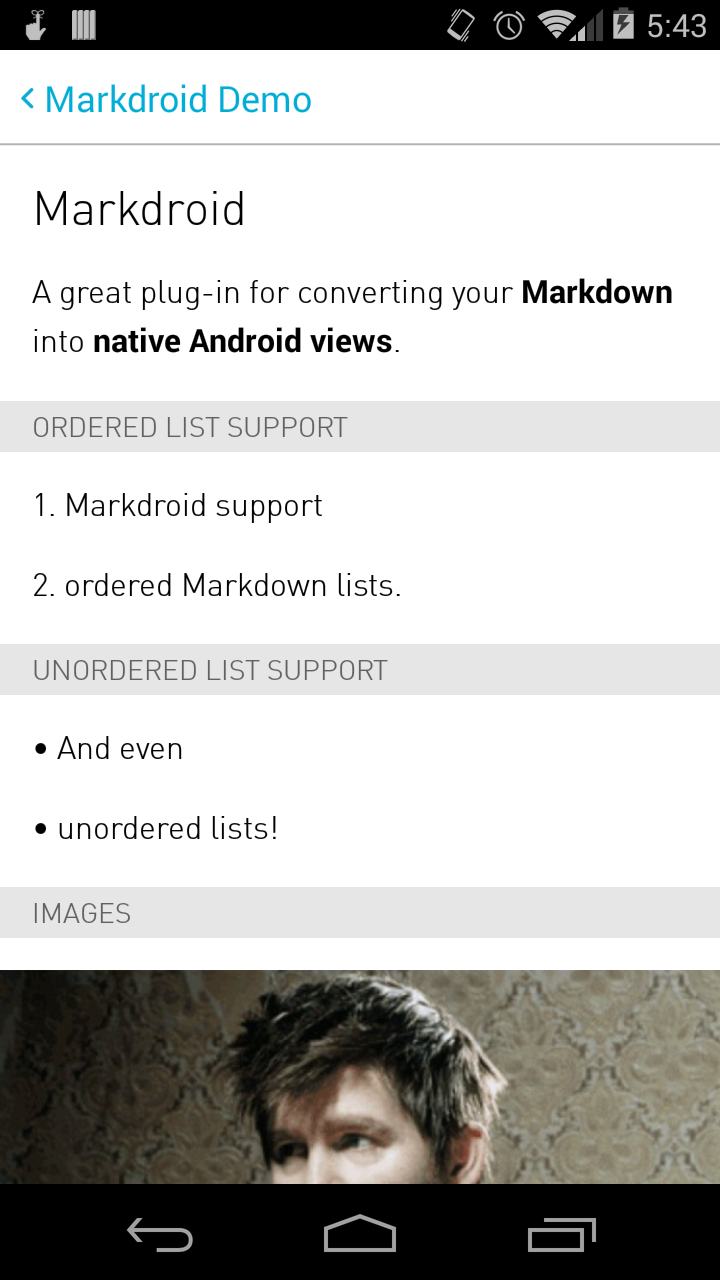 5:43
Markdroid Demo
Markdroid
A great plug-in for converting your Markdown
into native Android views.
ORDERED LIST SUPPORT
1. Markdroid support
2. ordered Markdown lists.
UNORDERED LIST SUPPORT
• And even
• unordered lists!
IMAGES